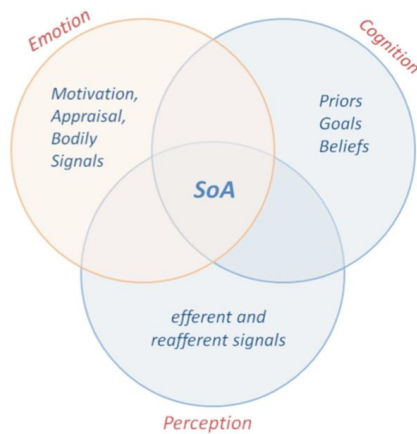 Emotion
Cognition
Motivation,
Appraisal,
Bodily
Signals
Priors
Goals
Beliefs
SoA
efferent and
reafferent signals
Perception